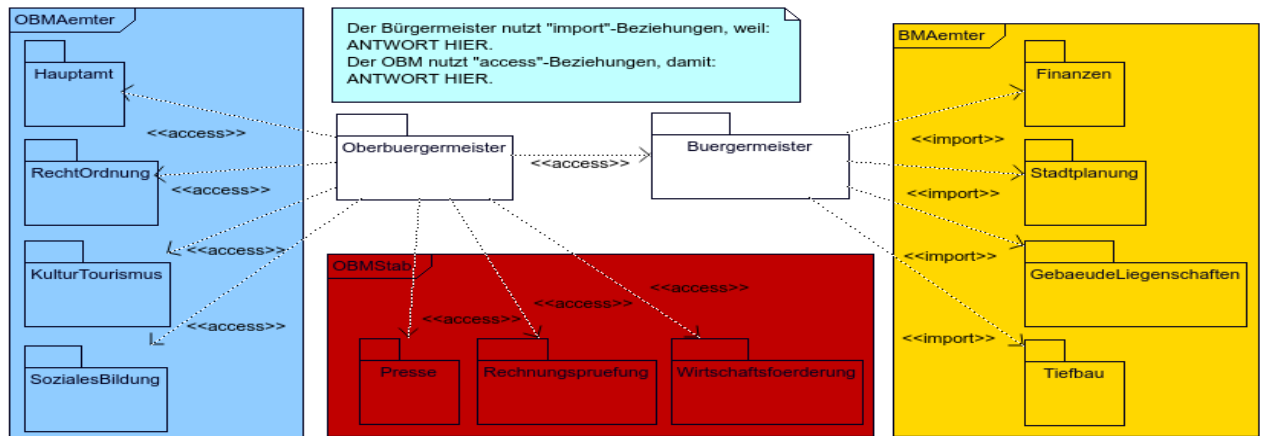 OBMAemter
Hauptamt
<<access>>
RechtOrdnung
<<access>>
KulturTourismus
<<access>>
SozialesBildung
<<access>>
Der Bürgermeister nutzt "import"-Beziehungen, weil:
ANTWORT HIER.
Der OBM nutzt "access"-Beziehungen, damit:
ANTWORT HIER.
Oberbuergermeister
<<access>>
Buergermeister
OBMStab
<<access>>
<<access>>
<<access>>
Presse
Rechnungspruefung
Wirtschaftsfoerderung
BMAemter
Finanzen
<<import>>
Stadtplanung
<<import>>
GebaeudeLiegenschaften
<<import>>
Tiefbau
<<import>>